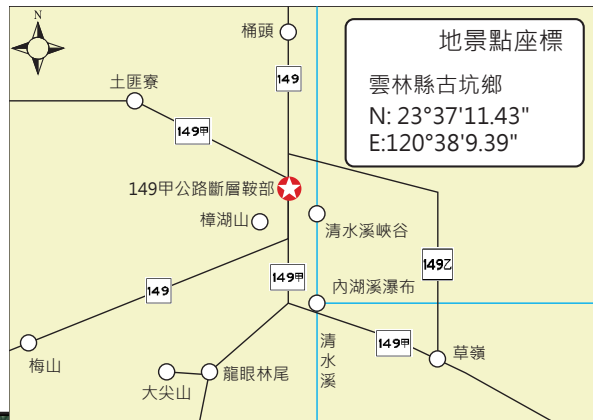 N
桶頭
地景點座標
雲林縣古坑鄉
N: 23°37'11.43"
E:120°38'9.39"
149
土匪寮
149甲
149甲公路斷層鞍部
樟湖山
清水溪峽谷
149乙
149甲
內湖溪瀑布
149
清水溪
149甲
草嶺
梅山
大尖山
龍眼林尾